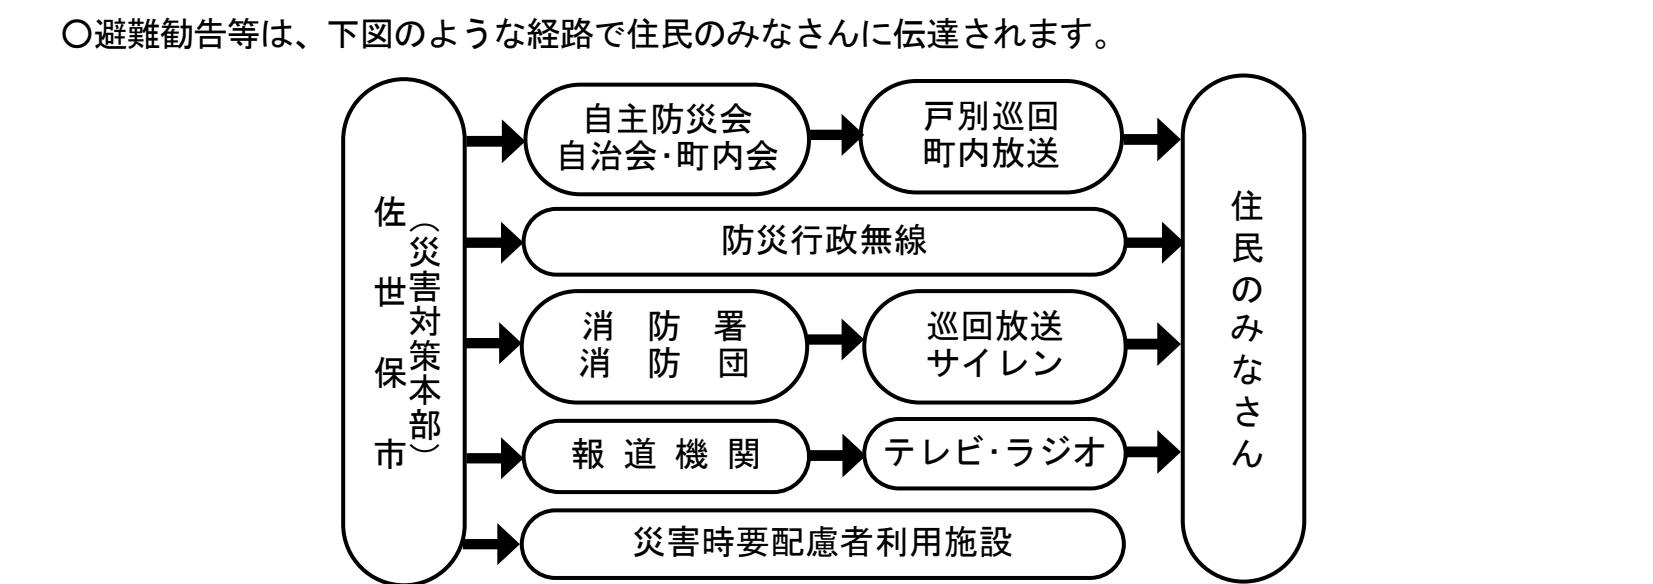 〇避難勧告等は、下図のような経路で住民のみなさんに伝達されます。
佐世保市
（災害対策本部）
自主防災会
自治会・町内会
戸別巡回
町内放送
防災行政無線
消　防　署
消　防　団
巡回放送
サイレン
報 道 機 関
テレビ・ラジオ
災害時要配慮者利用施設
住民のみなさん